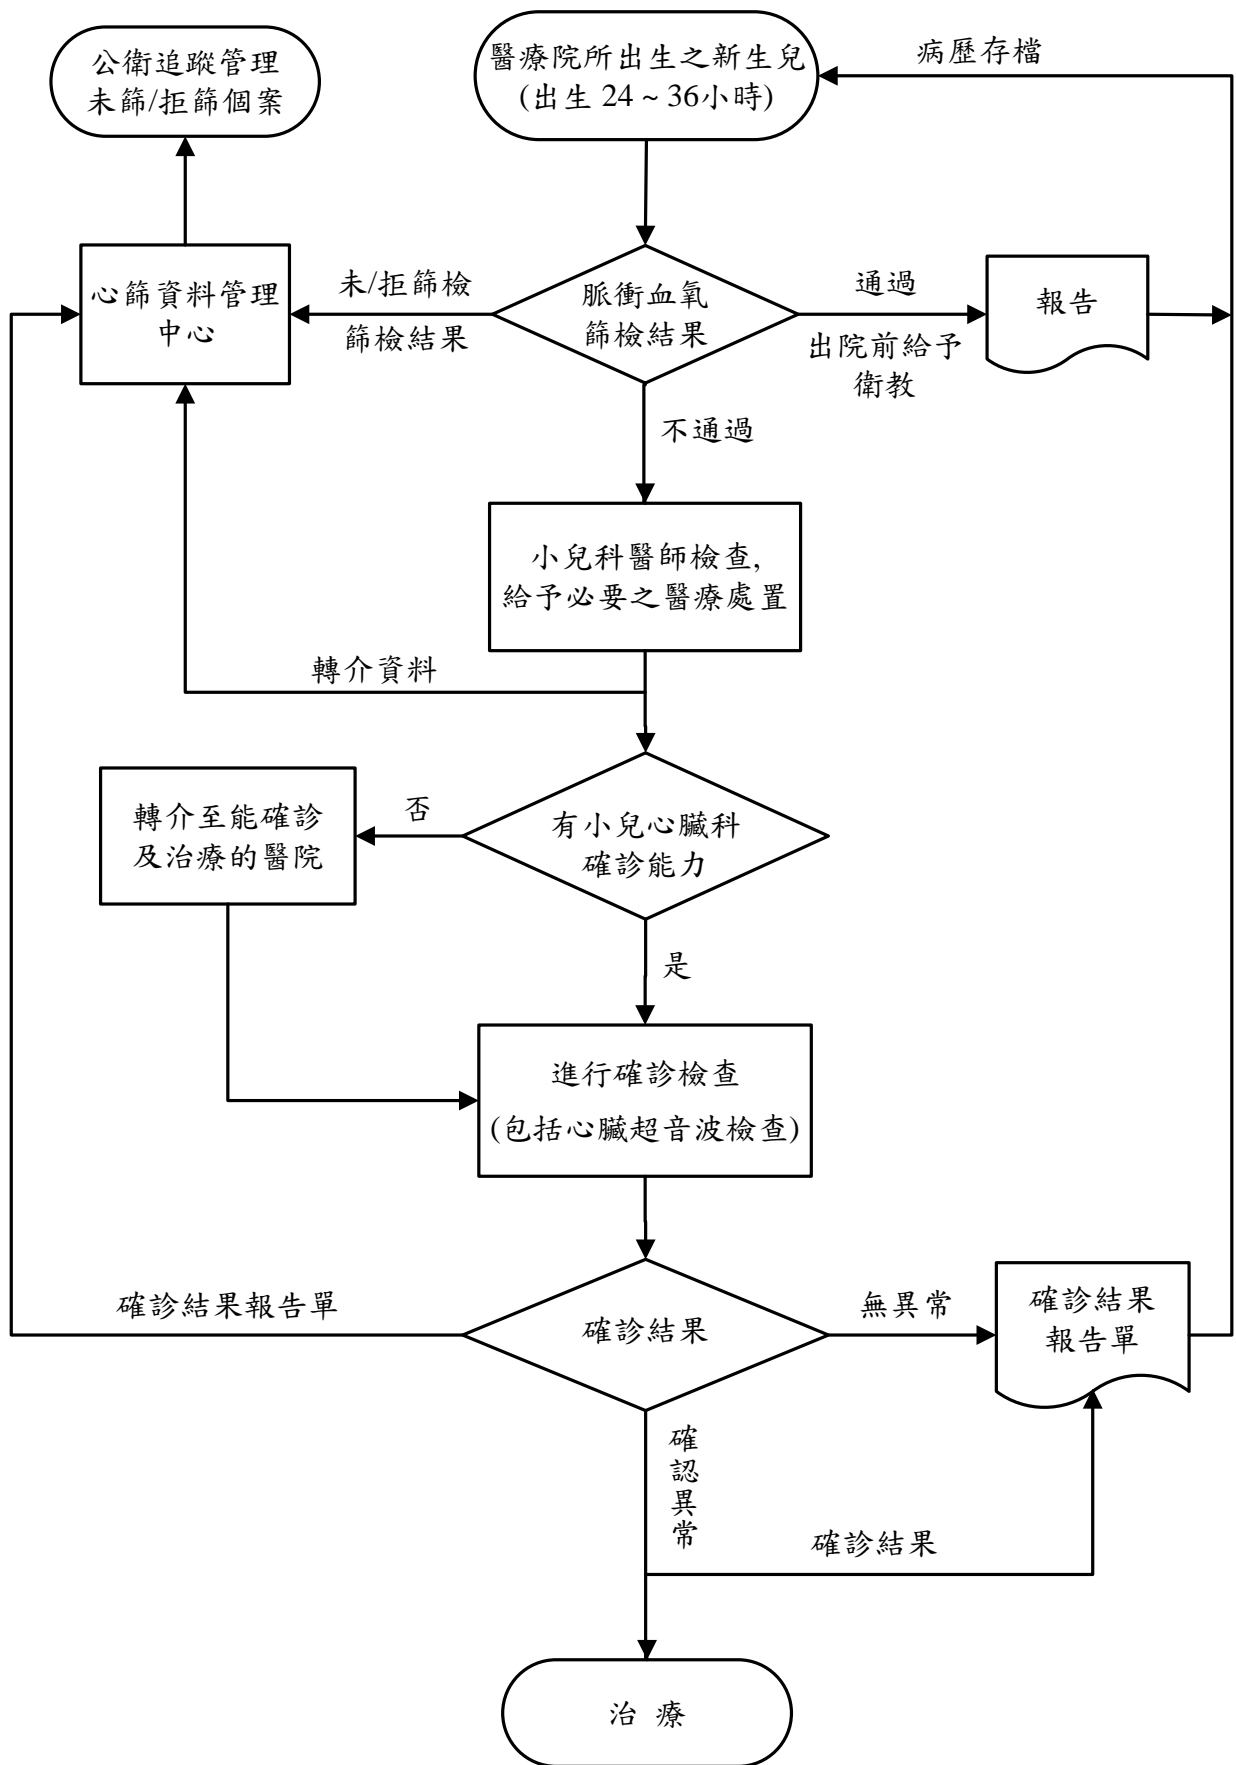 公衛追蹤管理
未篩/拒篩個案
醫療院所出生之新生兒
(出生 24 ~ 36小時)
病歷存檔
心篩資料管理
中心
未/拒篩檢
篩檢結果
脈衝血氧
篩檢結果
通過
出院前給予
衛教
報告
不通過
小兒科醫師檢查,
給予必要之醫療處置
轉介資料
轉介至能確診
及治療的醫院
否
有小兒心臟科
確診能力
是
進行確診檢查
(包括心臟超音波檢查)
確診結果報告單
確診結果
無異常
確診結果
報告單
確
認
異
常
確診結果
治 療